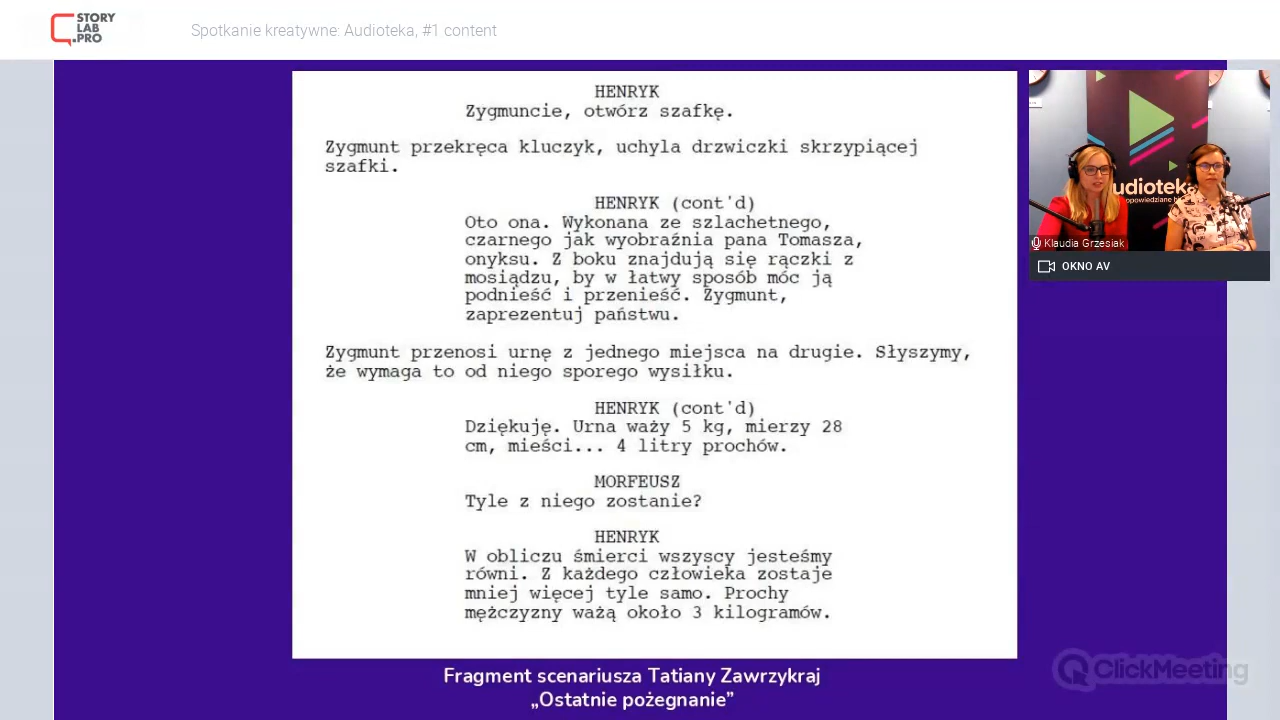 STORY
LAB
.PRO
Spotkanie kreatywne: Audioteka, #1 content
HENRYK
Zygmuncie, otwórz szafkę.
Zygmunt przekręca kluczyk, uchyla drzwiczki skrzypiącej
szafki.
HENRYK (cont'd)
Oto ona. Wykonana ze szlachetnego,
czarnego jak wyobraźnia pana Tomasza,
onyksu. Z boku znajdują się rączki z
mosiądzu, by w łatwy sposób móc ją
podnieść i przenieść. Zygmunt,
zaprezentuj państwu.
Zygmunt przenosi urnę z jednego miejsca na drugie. Słyszymy,
że wymaga to od niego sporego wysiłku.
HENRYK (cont'd)
Dziękuję. Urna waży 5 kg, mierzy 28
cm, mieści... 4 litry prochów.
MORFEUSZ
Tyle z niego zostanie?
HENRYK
W obliczu śmierci wszyscy jesteśmy
równi. Z każdego człowieka zostaje
mniej więcej tyle samo. Prochy
mężczyzny ważą około 3 kilogramów.
Fragment scenariusza Tatiany Zawrzykraj
„Ostatnie pożegnanie”
udioteka
opowiedziane
Klaudia Grzesiak
OKNO AV
ClickMeeting